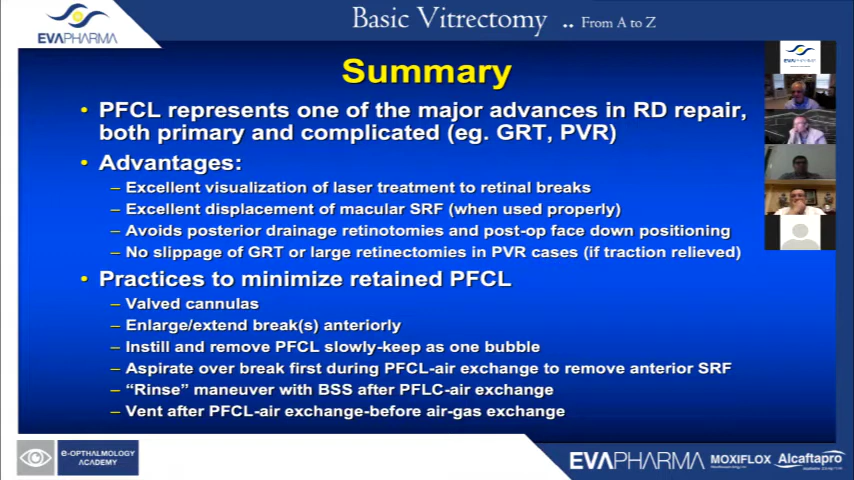 Basic Vitrectomy .. From A to Z
EVAPHARMA
Summary
• PFCL represents one of the major advances in RD repair,
both primary and complicated (eg. GRT, PVR)
• Advantages:
– Excellent visualization of laser treatment to retinal breaks
– Excellent displacement of macular SRF (when used properly)
– Avoids posterior drainage retinotomies and post-op face down positioning
– No slippage of GRT or large retinectomies in PVR cases (if traction relieved)
• Practices to minimize retained PFCL
– Valved cannulas
– Enlarge/extend break(s) anteriorly
– Instill and remove PFCL slowly-keep as one bubble
– Aspirate over break first during PFCL-air exchange to remove anterior SRF
– “Rinse” maneuver with BSS after PFLC-air exchange
– Vent after PFCL-air exchange-before air-gas exchange
EVAPHARMA
e-OPTHALMOLOGY
ACADEMY
EVAPHARMA MOXIFLOX Alcaftapro